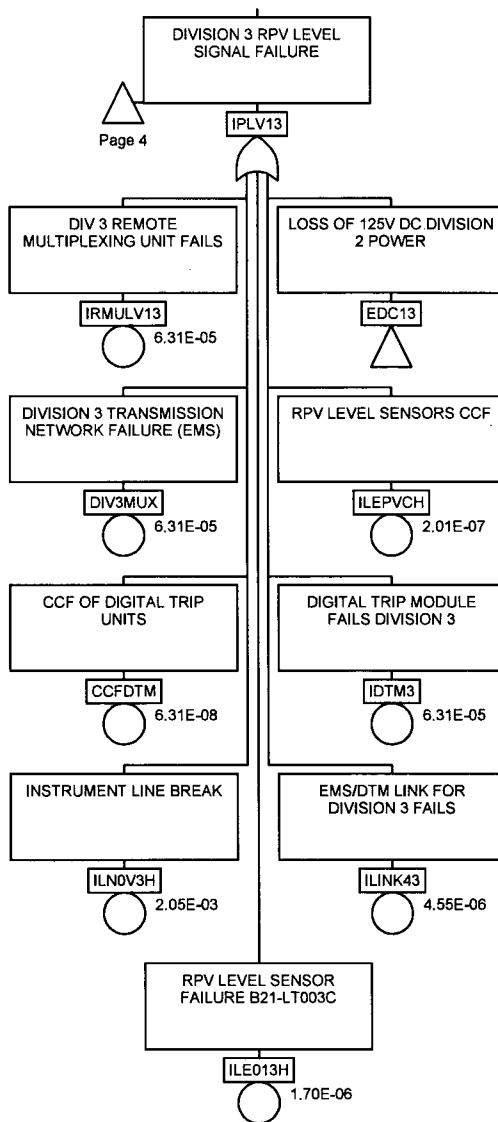 DIVISION 3 RPV LEVEL
SIGNAL FAILURE
Page 4
IPLV13
DIV 3 REMOTE
MULTIPLEXING UNIT FAILS
IRMULV13
6.31E-05
LOSS OF 125V DC DIVISION
2 POWER
EDC13
DIVISION 3 TRANSMISSION
NETWORK FAILURE (EMS)
DIV3MUX
6.31E-05
RPV LEVEL SENSORS CCF
ILEPVCH
2.01E-07
CCF OF DIGITAL TRIP
UNITS
CCFDTM
6.31E-08
DIGITAL TRIP MODULE
FAILS DIVISION 3
IDTM3
6.31E-05
INSTRUMENT LINE BREAK
ILN0V3H
2.05E-03
EMS/DTM LINK FOR
DIVISION 3 FAILS
ILINK43
4.55E-06
RPV LEVEL SENSOR
FAILURE B21-LT003C
ILE013H
1.70E-06